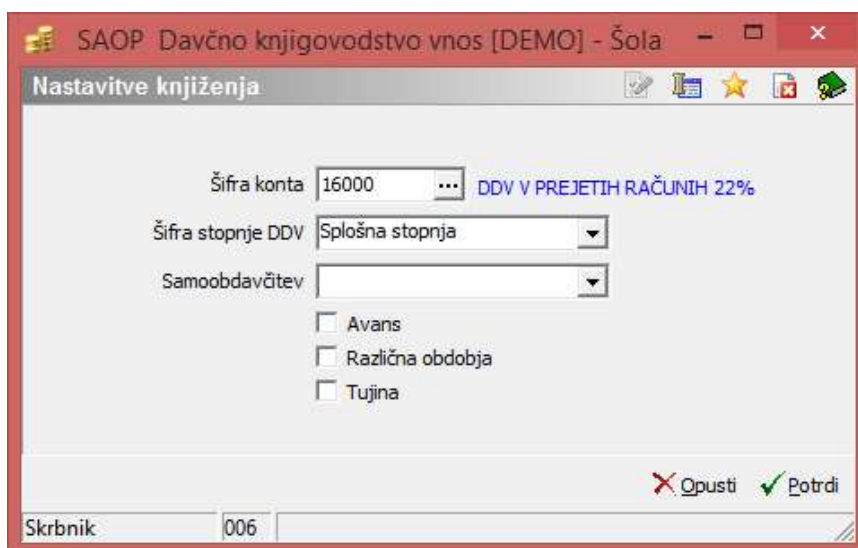 SAOP Davčno knjigovodstvo vnos [DEMO] - Šola
Nastavitve knjiženja
Šifra konta 16000 ... DDV V PREJETIH RAČUNIH 22%
Šifra stopnje DDV Splošna stopnja
Samoobdavčitev
Avans
Različna obdobja
Tujina
Opusti Potrdi
Skrbnik 006